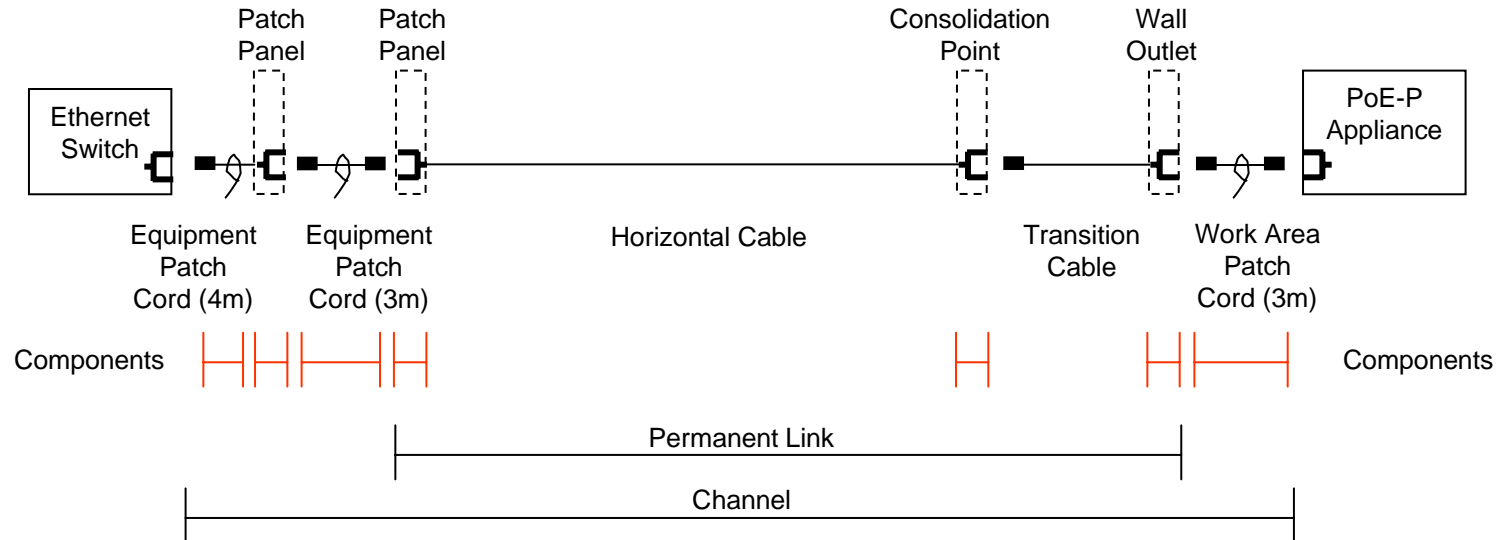 Patch
Panel
Patch
Panel
Consolidation
Point
Wall
Outlet
Ethernet
Switch
PoE-P
Appliance
Equipment
Patch
Cord (4m)
Equipment
Patch
Cord (3m)
Horizontal Cable
Transition
Cable
Work Area
Patch
Cord (3m)
Components
Components
Permanent Link
Channel